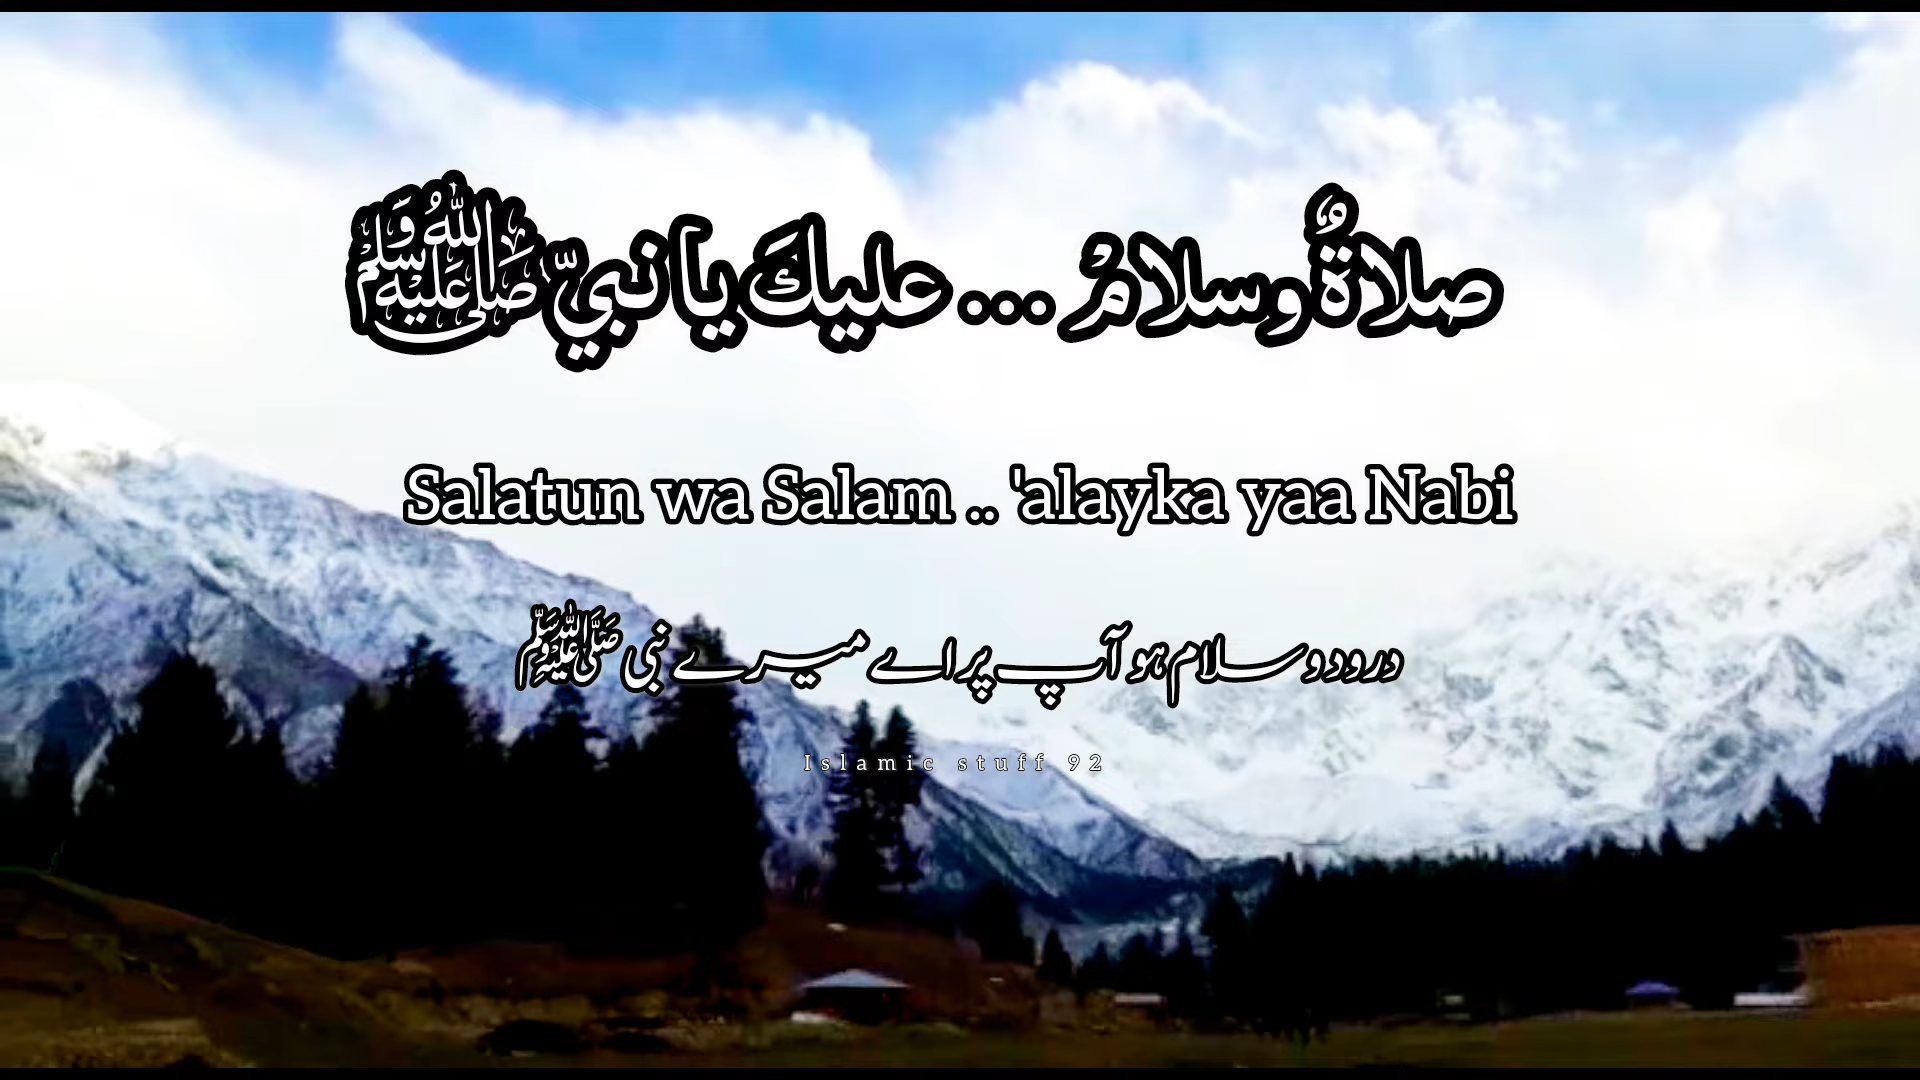 صلاةٌ وسلامْ ... عليكَ يا نبيّ ﷺ
Salatun wa Salam .. 'alayka yaa Nabi
درود و سلام ہو آپ پر اے میرے نبی ﷺ
Islamic stuff 92